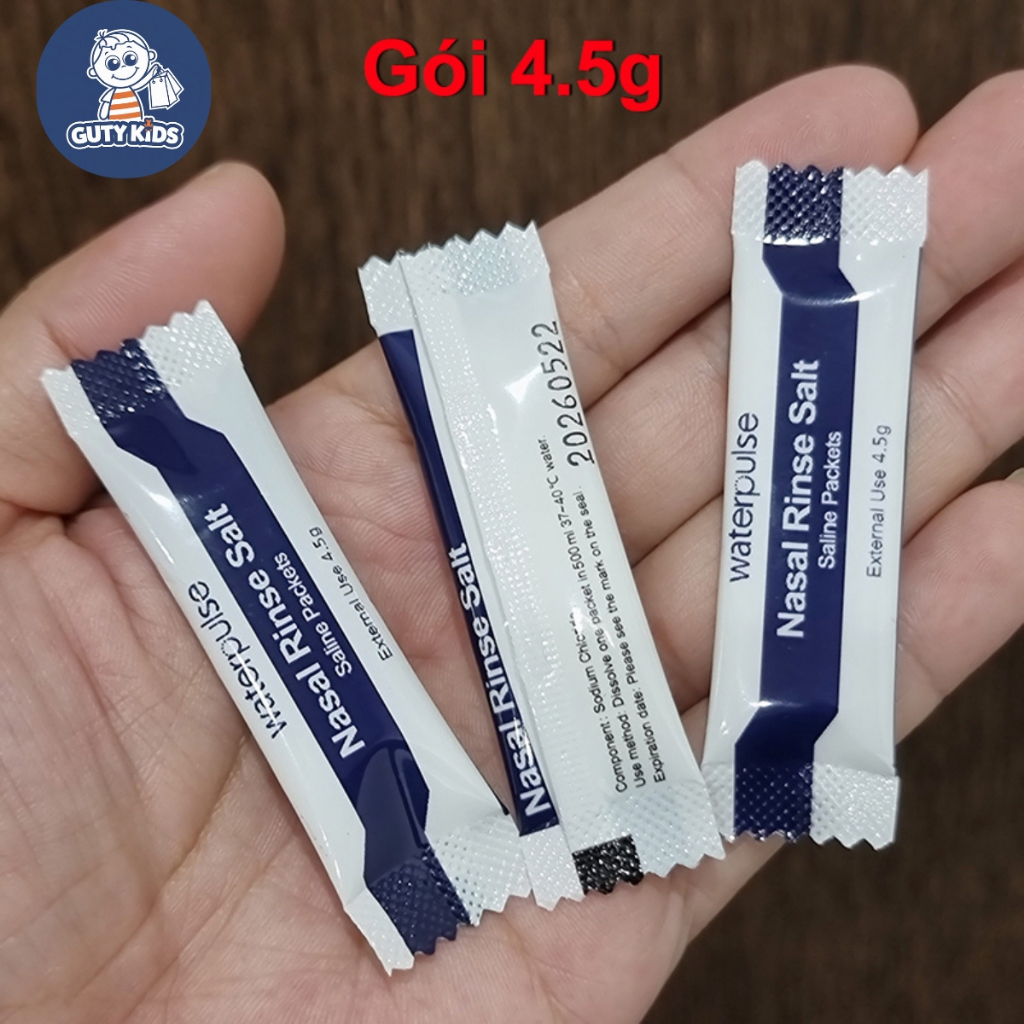 GUTY KiDS
Gói 4.5g
waterpulse
Nasal Rinse Salt
Saline Packets
External Use 4.5g
Nasal Rinse Salt
20260522
Component: Sodium Chloride
Use method: Dissolve one packet in 500 ml 37-40°C water.
Expiration date: Please see the mark on the seal.
waterpulse
Nasal Rinse Salt
Saline Packets
External Use 4.5g